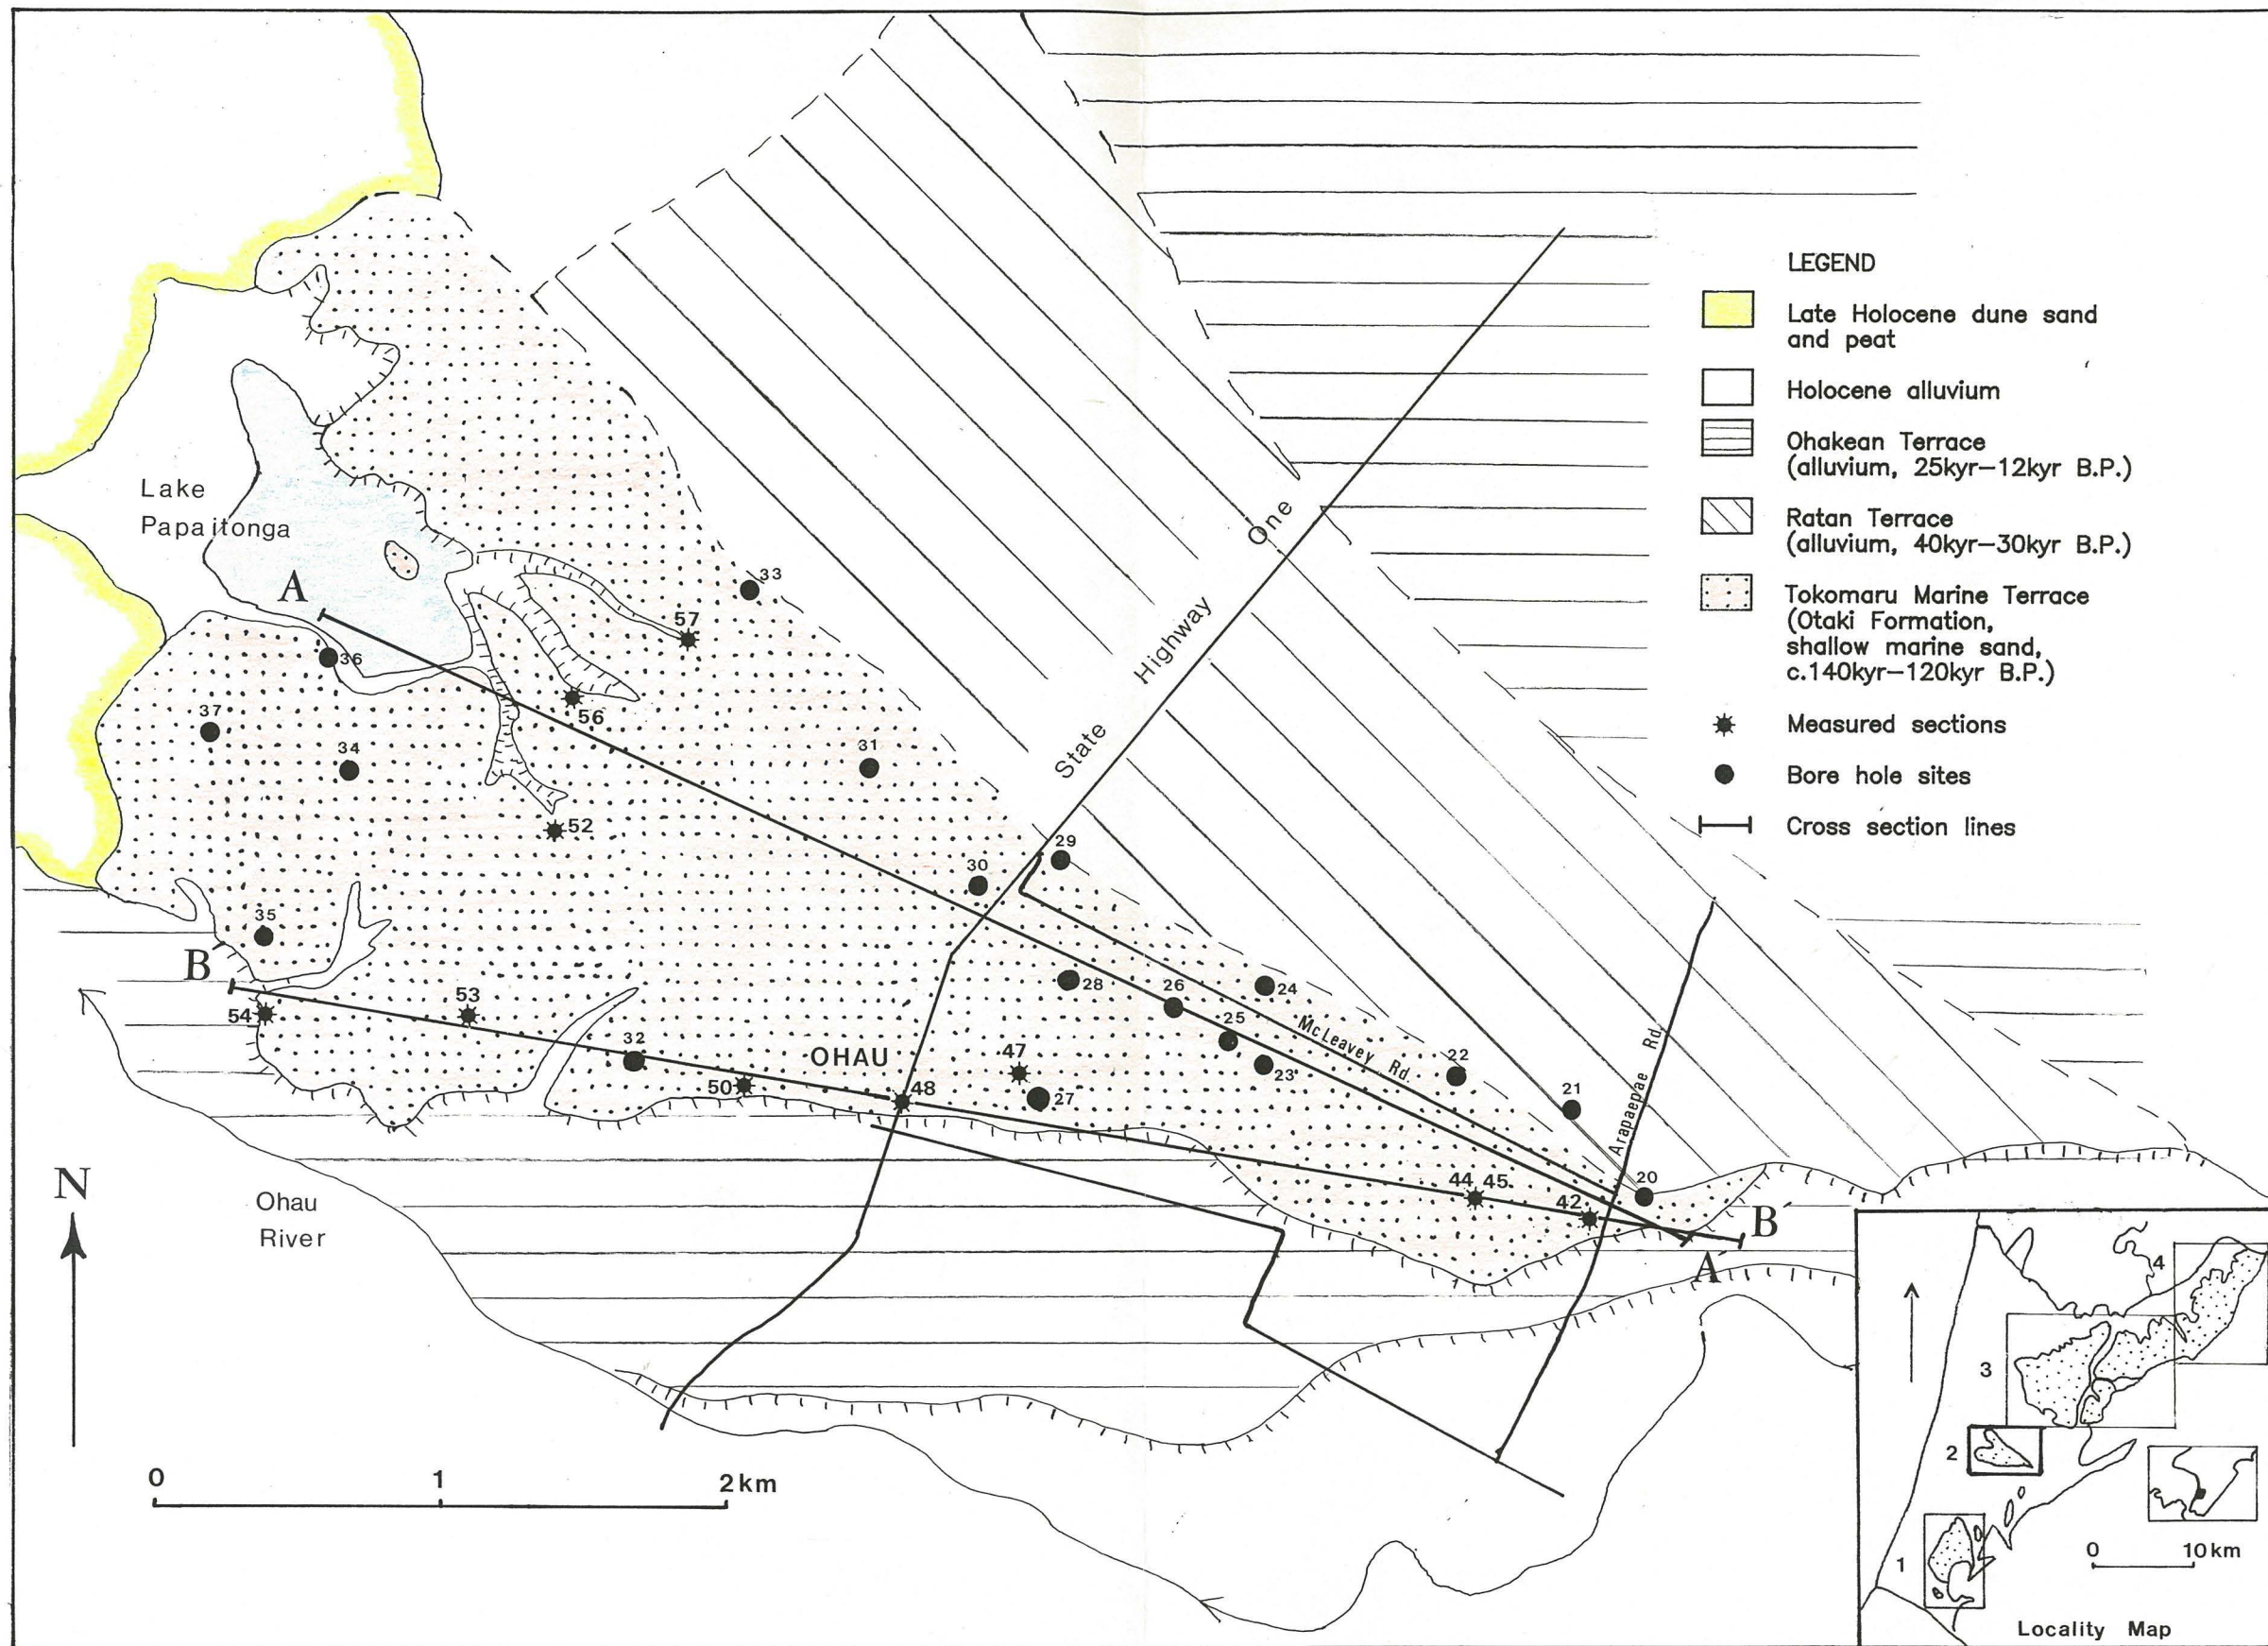 LEGEND
Late Holocene dune sand
and peat
Holocene alluvium
Ohakean Terrace
(alluvium, 25kyr–12kyr B.P.)
Ratan Terrace
(alluvium, 40kyr–30kyr B.P.)
Tokomaru Marine Terrace
(Otaki Formation,
shallow marine sand,
c.140kyr–120kyr B.P.)
Measured sections
Bore hole sites
Cross section lines
Lake
Papaitonga
A
33
57
36
56
37
34
31
52
State Highway One
29
30
35
B
54
53
32
50
OHAU
48
47
27
28
26
24
25
23
McLeavey Rd.
22
21
Arapaepae Rd.
20
44 45
42
B
A
N
Ohau
River
0 1 2km
4
3
2
1
0 10km
Locality Map